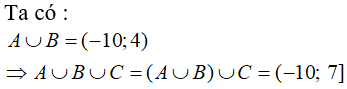 Ta có :
A ∪ B = (−10; 4)
⇒ A ∪ B ∪ C = (A ∪ B) ∪ C = (−10; 7]